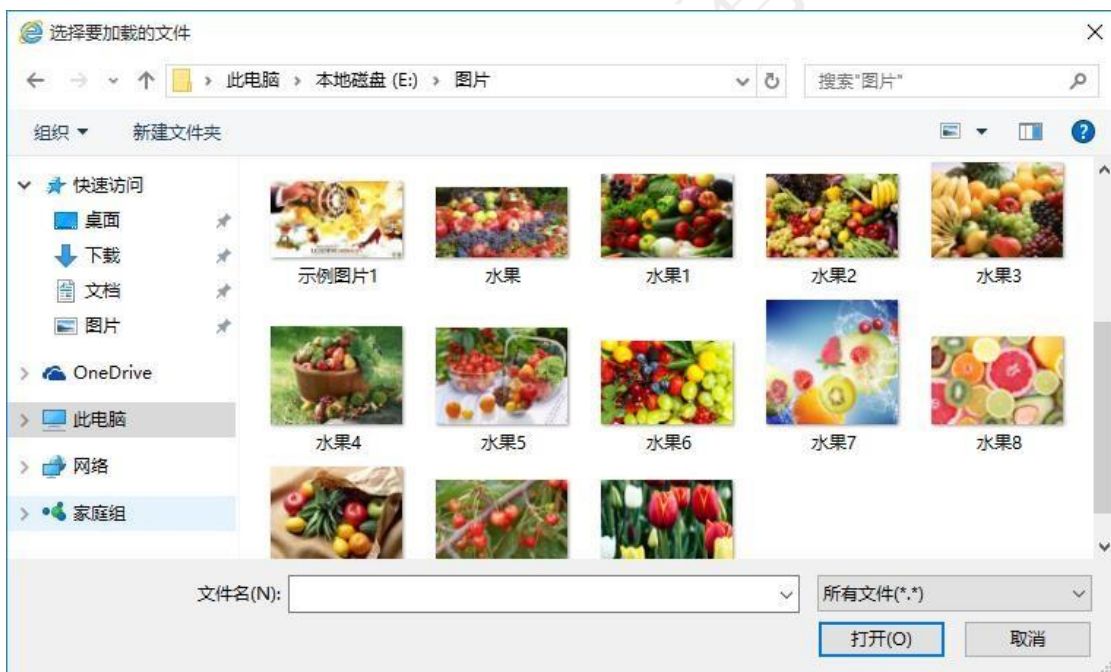 选择要加载的文件
此电脑 › 本地磁盘 (E:) › 图片
搜索"图片"
组织
新建文件夹
快速访问
桌面
下载
文档
图片
OneDrive
此电脑
网络
家庭组
示例图片1
水果
水果1
水果2
水果3
水果4
水果5
水果6
水果7
水果8
文件名(N):
所有文件(*.*)
打开(O)
取消